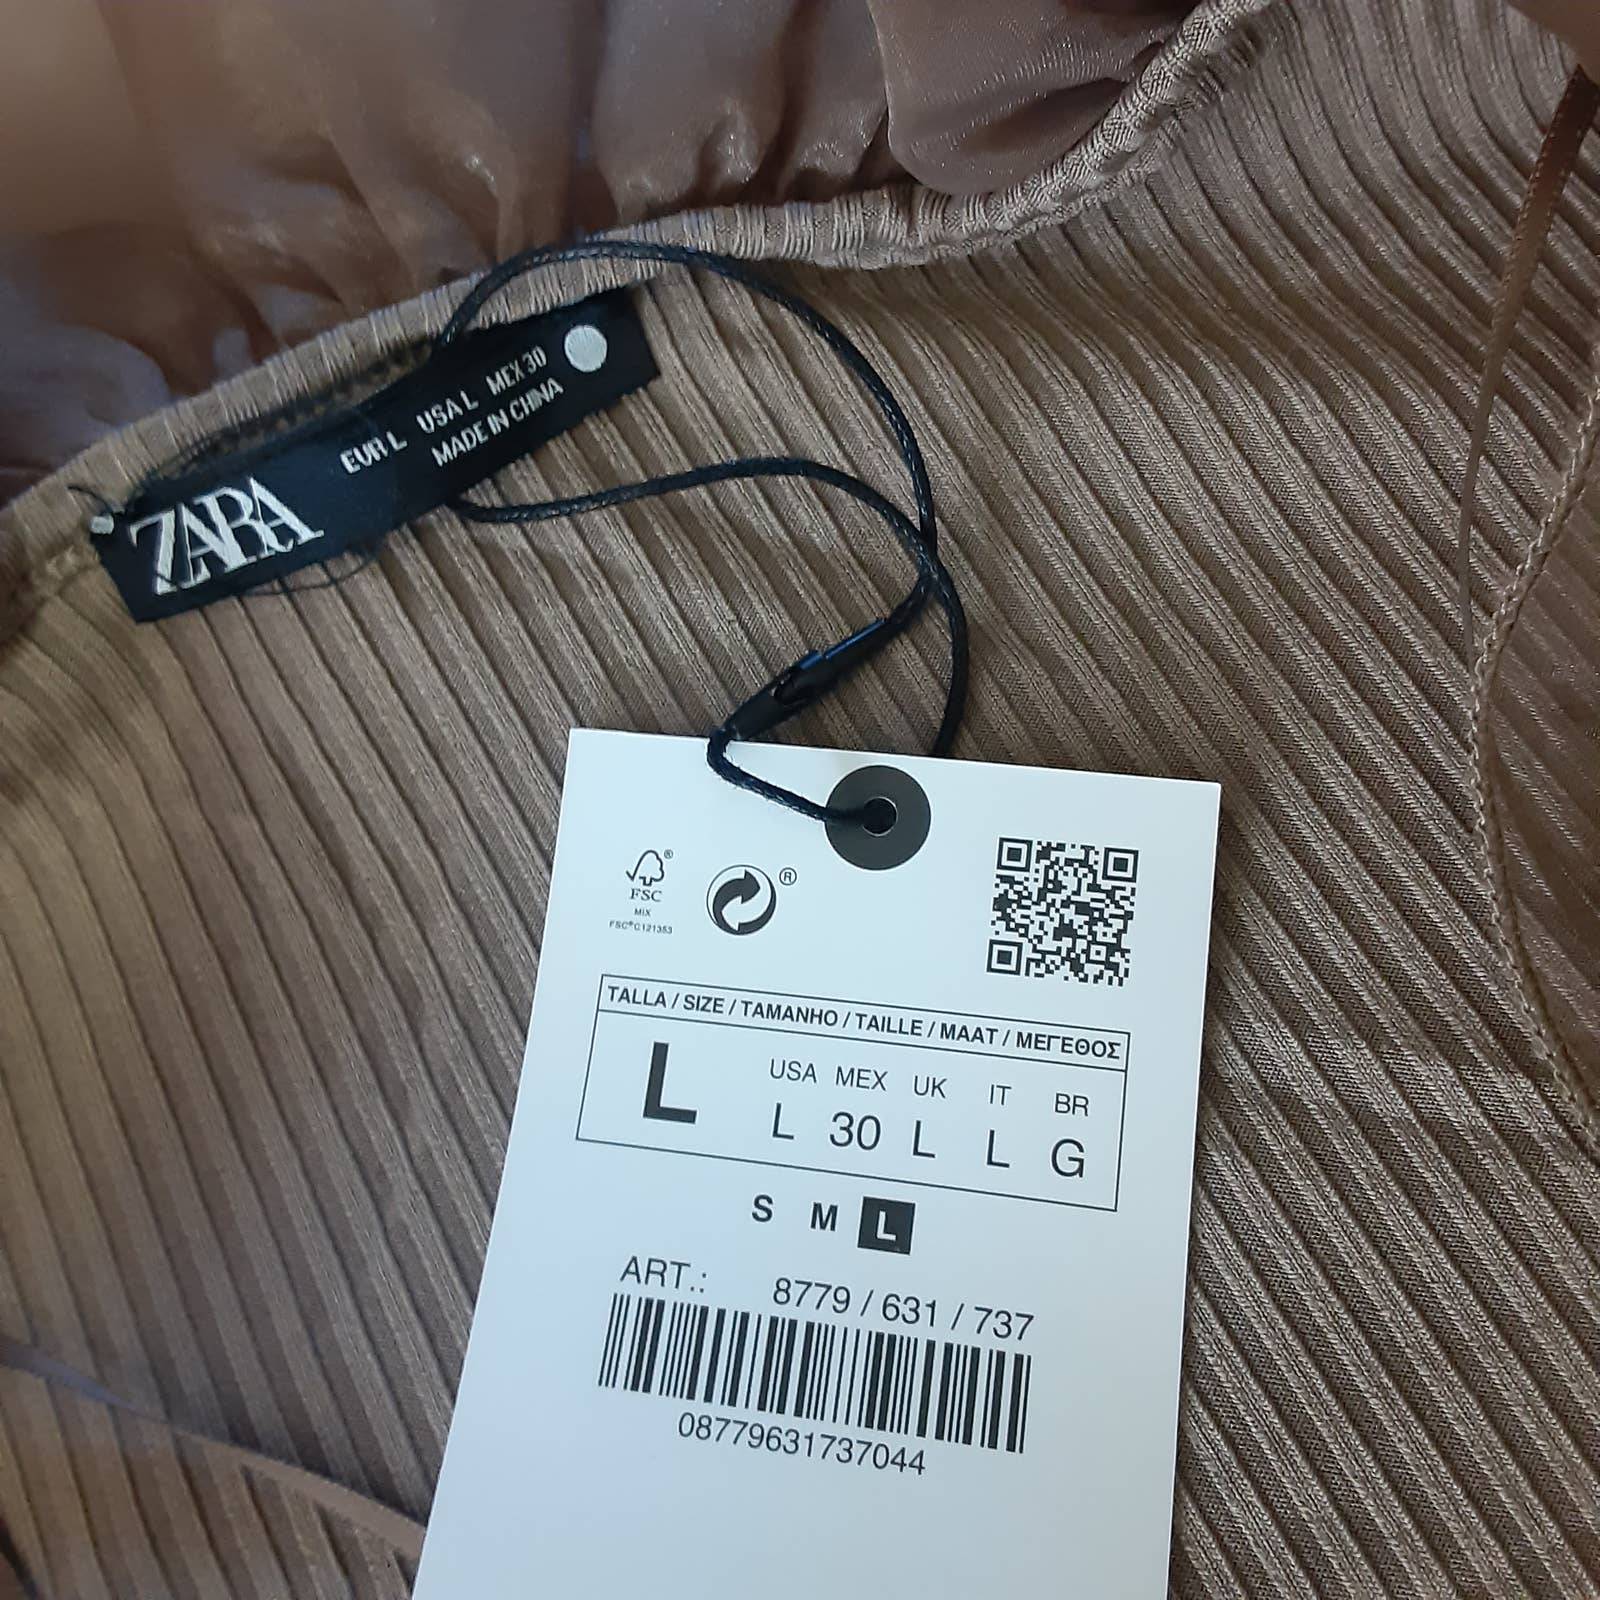 ZARA
EUR L USA L MEX 30
MADE IN CHINA
FSC®
MIX
FSC® C121353
®
TALLA / SIZE / TAMANHO / TAILLE / MAAT / ΜΕΓΕΘΟΣ
L
USA MEX UK IT BR
L 30 L L G
S M L
ART.: 8779 / 631 / 737
08779631737044